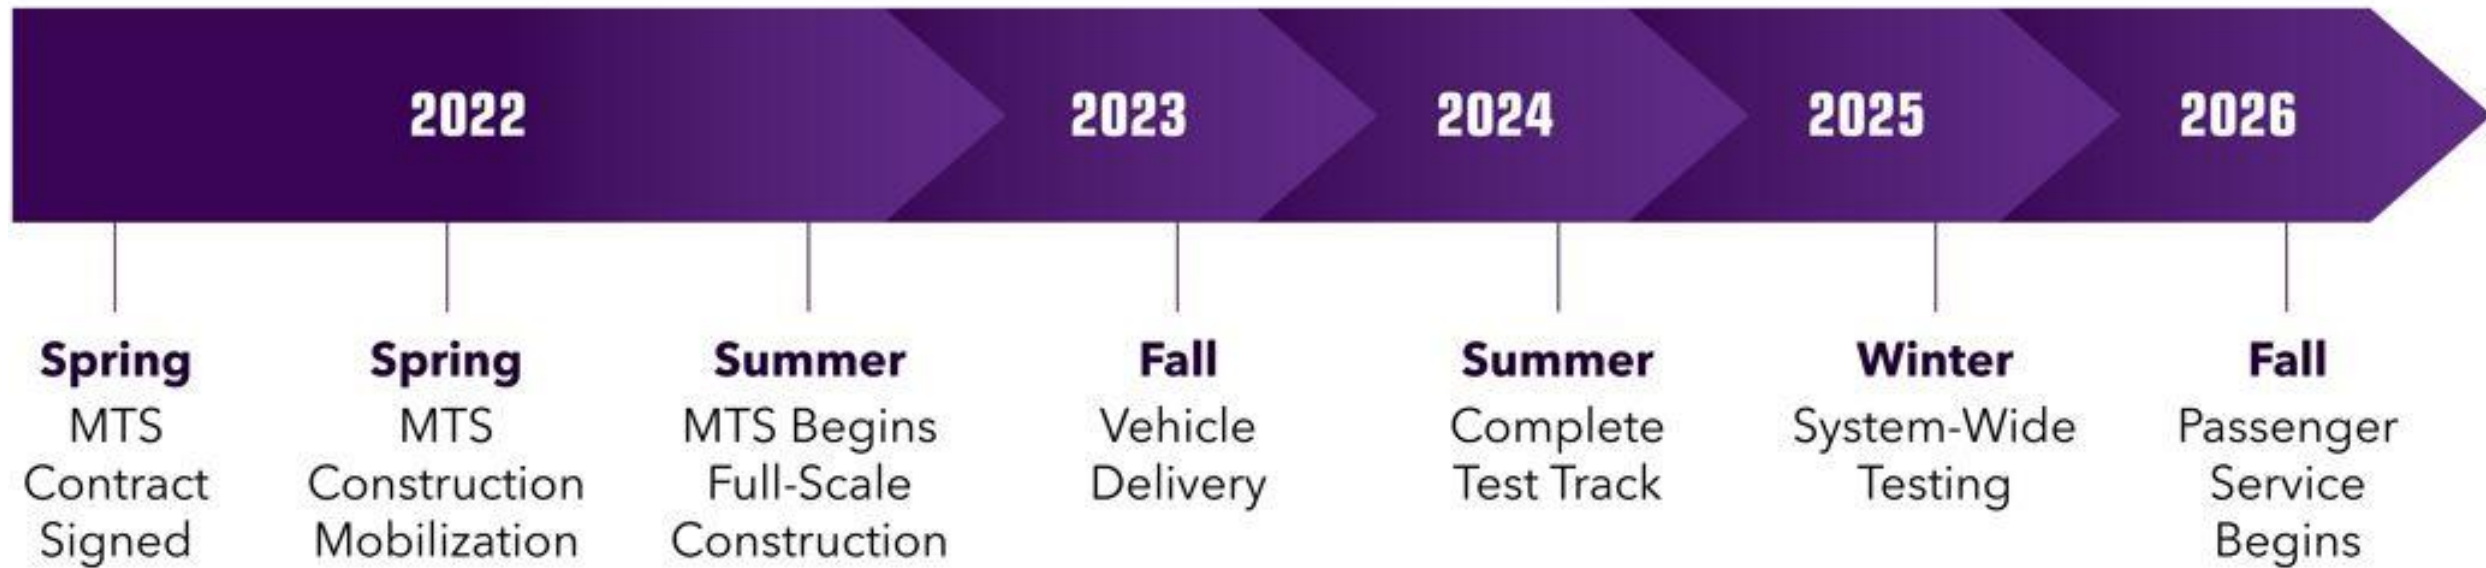 2022
2023
2024
2025
2026
Spring
MTS
Contract
Signed
Spring
MTS
Construction
Mobilization
Summer
MTS Begins
Full-Scale
Construction
Fall
Vehicle
Delivery
Summer
Complete
Test Track
Winter
System-Wide
Testing
Fall
Passenger
Service
Begins